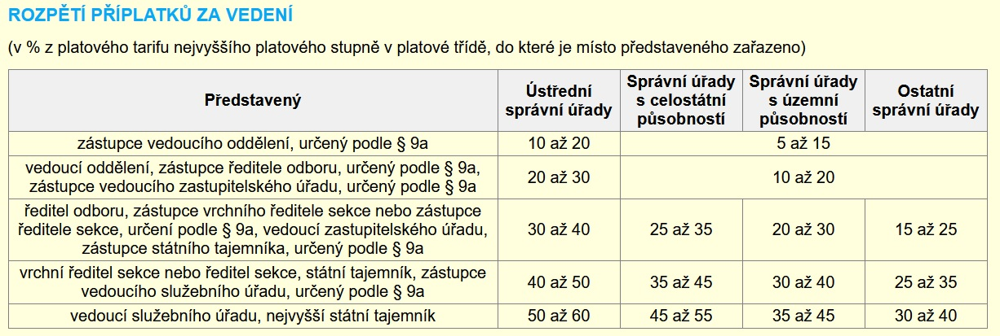 ROZPĚTÍ PŘÍPLATKŮ ZA VEDENÍ
(v % z platového tarifu nejvyššího platového stupně v platové třídě, do které je místo představeného zařazeno)
Představený
Ústřední
správní úřady
Správní úřady
s celostátní
působností
Správní úřady
s územní
působností
Ostatní
správní úřady
zástupce vedoucího oddělení, určený podle § 9a
10 až 20
5 až 15
vedoucí oddělení, zástupce ředitele odboru, určený podle § 9a,
zástupce vedoucího zastupitelského úřadu, určený podle § 9a
20 až 30
10 až 20
ředitel odboru, zástupce vrchního ředitele sekce nebo zástupce
ředitele sekce, určení podle § 9a, vedoucí zastupitelského úřadu,
zástupce státního tajemníka, určený podle § 9a
30 až 40
25 až 35
20 až 30
15 až 25
vrchní ředitel sekce nebo ředitel sekce, státní tajemník, zástupce
vedoucího služebního úřadu, určený podle § 9a
40 až 50
35 až 45
30 až 40
25 až 35
vedoucí služebního úřadu, nejvyšší státní tajemník
50 až 60
45 až 55
35 až 45
30 až 40